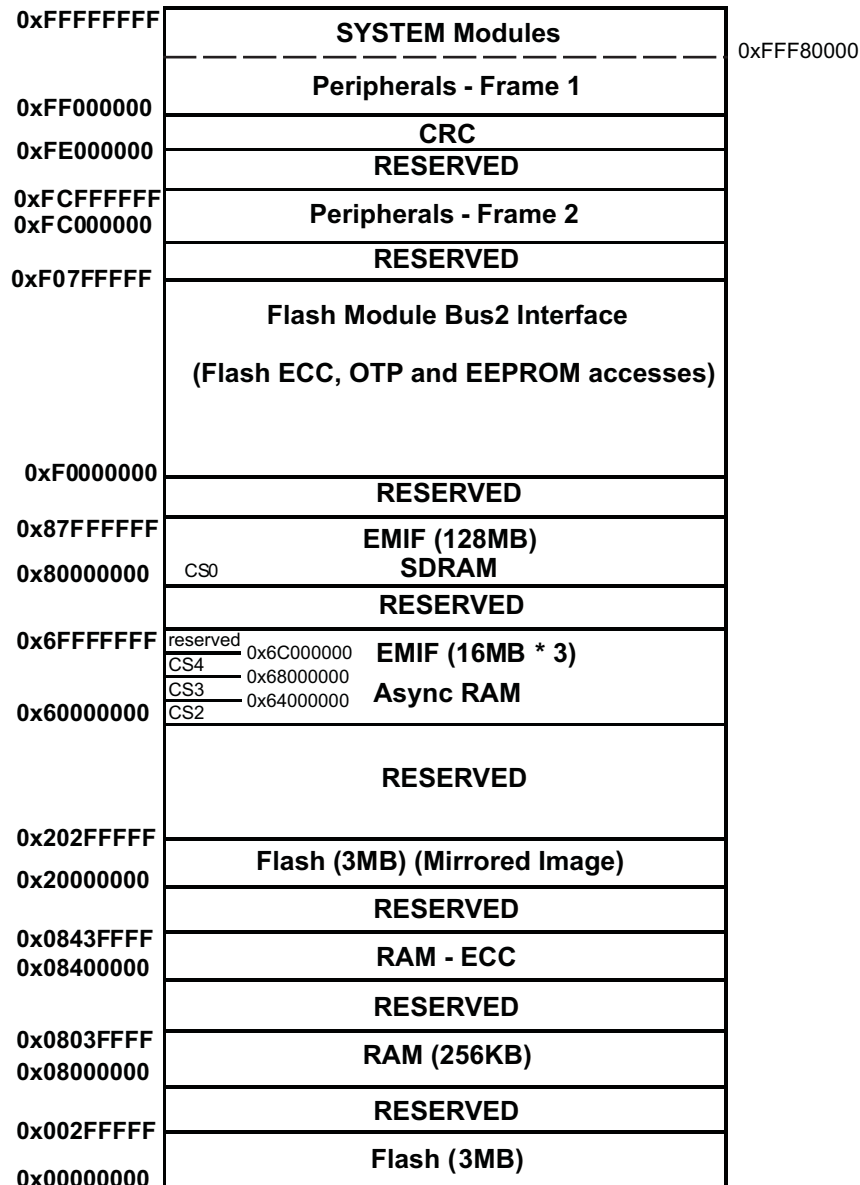 0xFFFFFFFF
SYSTEM Modules
0xFFF80000
Peripherals - Frame 1
0xFF000000
CRC
0xFE000000
RESERVED
0xFCFFFFFF
Peripherals - Frame 2
0xFC000000
RESERVED
0xF07FFFFF
Flash Module Bus2 Interface
(Flash ECC, OTP and EEPROM accesses)
0xF0000000
RESERVED
0x87FFFFFF
EMIF (128MB)
0x80000000
CS0
SDRAM
RESERVED
0x6FFFFFFF
reserved
0x6C000000
EMIF (16MB * 3)
CS4
0x68000000
CS3
0x64000000
Async RAM
0x60000000
CS2
RESERVED
0x202FFFFF
Flash (3MB) (Mirrored Image)
0x20000000
RESERVED
0x0843FFFF
RAM - ECC
0x08400000
RESERVED
0x0803FFFF
RAM (256KB)
0x08000000
RESERVED
0x002FFFFF
Flash (3MB)
0x00000000